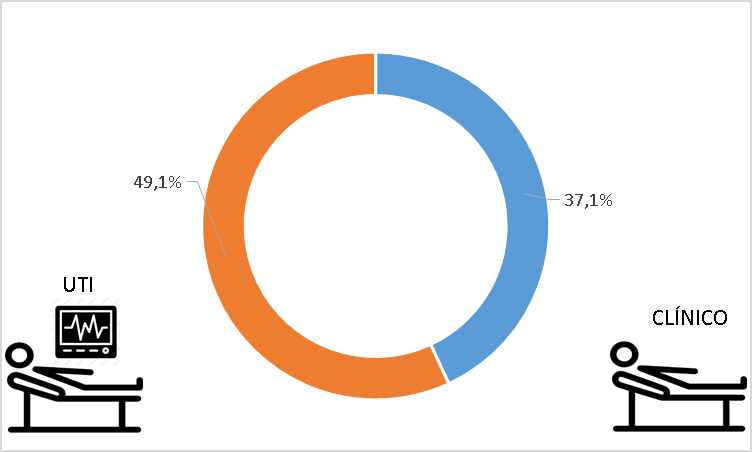 49,1%
37,1%
UTI
CLÍNICO